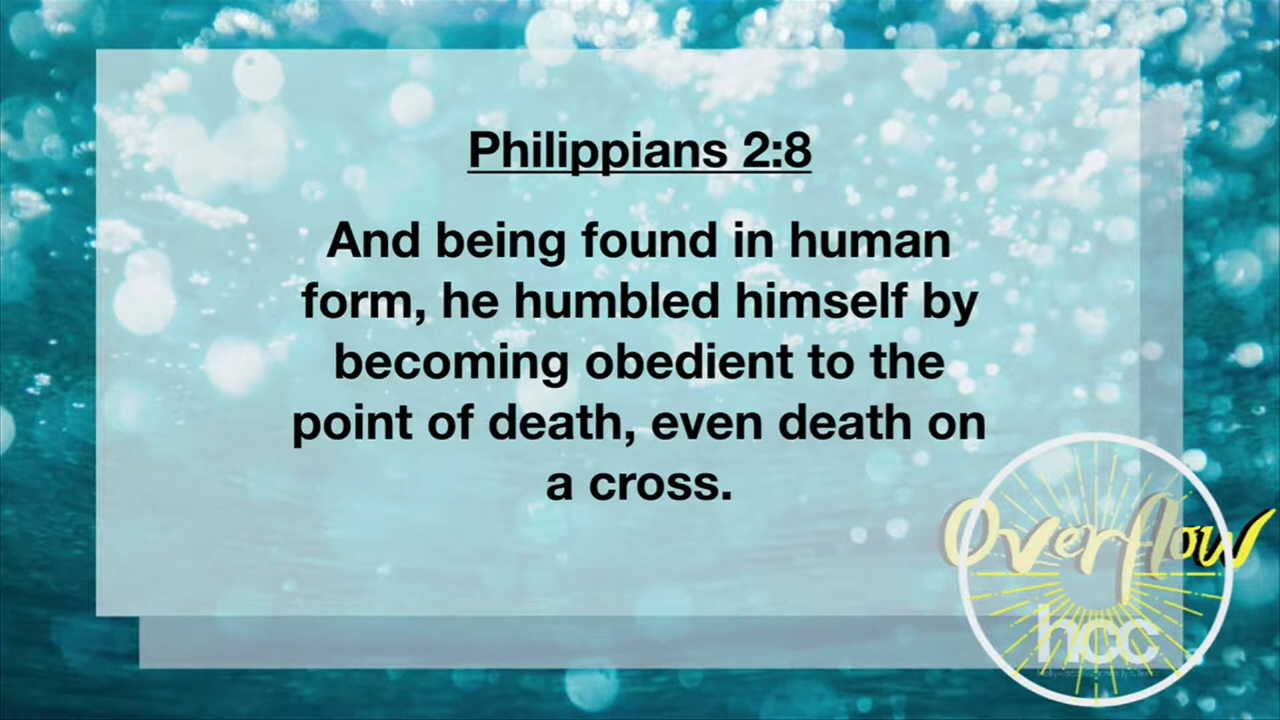 Philippians 2:8
And being found in human
form, he humbled himself by
becoming obedient to the
point of death, even death on
a cross.
Overflow
hcc